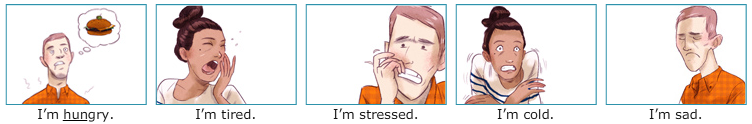 I'm hungry.
I'm tired.
I'm stressed.
I'm cold.
I'm sad.